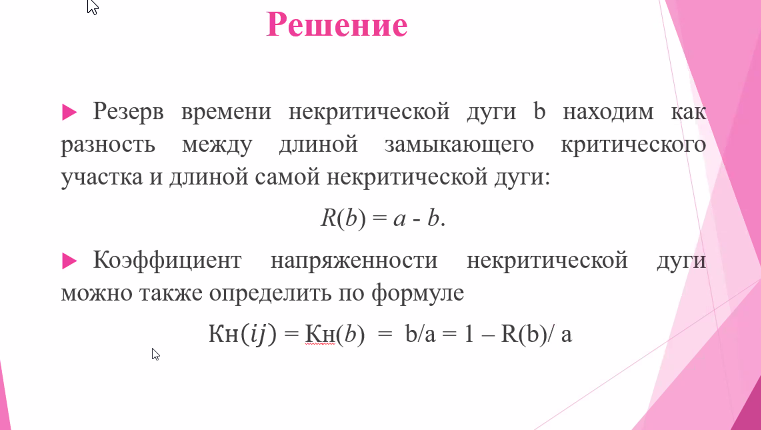 Решение
Резерв времени некритической дуги b находим как
разность между длиной замыкающего критического
участка и длиной самой некритической дуги:
R(b) = a - b.
Коэффициент напряженности некритической дуги
можно также определить по формуле
Кн(ij) = Кн(b) = b/a = 1 – R(b)/ a